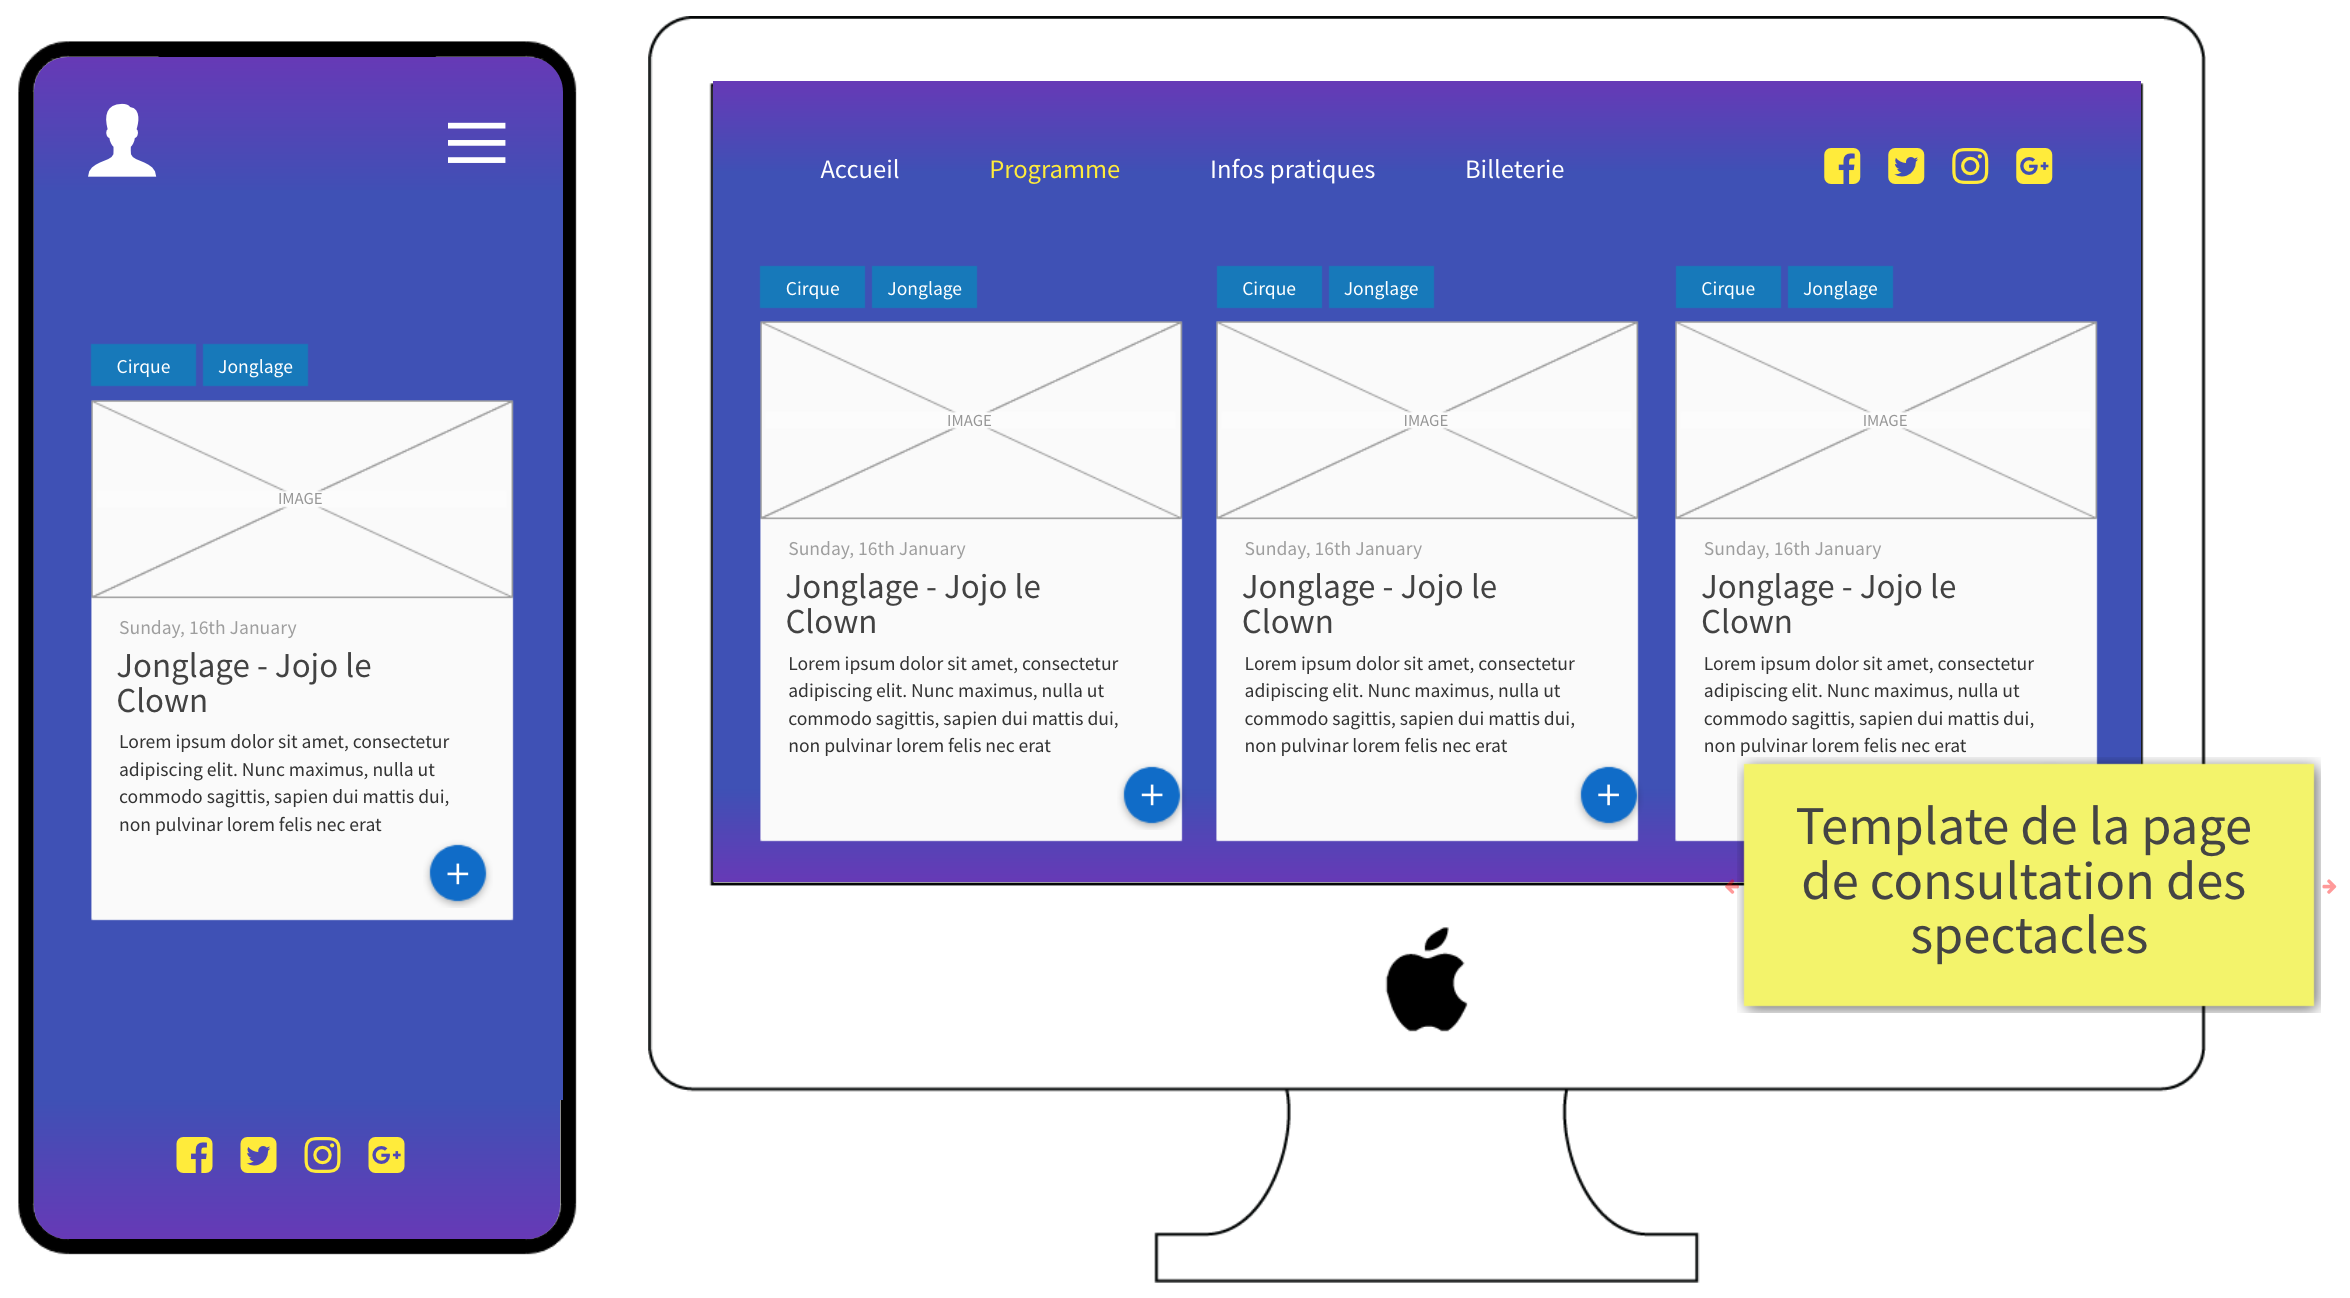 Cirque Jonglage
IMAGE
Sunday, 16th January
Jonglage - Jojo le
Clown
Lorem ipsum dolor sit amet, consectetur
adipiscing elit. Nunc maximus, nulla ut
commodo sagittis, sapien dui mattis dui,
non pulvinar lorem felis nec erat
Accueil Programme Infos pratiques Billeterie
Cirque Jonglage
IMAGE
Sunday, 16th January
Jonglage - Jojo le
Clown
Lorem ipsum dolor sit amet, consectetur
adipiscing elit. Nunc maximus, nulla ut
commodo sagittis, sapien dui mattis dui,
non pulvinar lorem felis nec erat
Cirque Jonglage
IMAGE
Sunday, 16th January
Jonglage - Jojo le
Clown
Lorem ipsum dolor sit amet, consectetur
adipiscing elit. Nunc maximus, nulla ut
commodo sagittis, sapien dui mattis dui,
non pulvinar lorem felis nec erat
Cirque Jonglage
IMAGE
Sunday, 16th January
Jonglage - Jojo le
Clown
Lorem ipsum dolor sit amet, consectetur
adipiscing elit. Nunc maximus, nulla ut
commodo sagittis, sapien dui mattis dui,
non pulvinar lorem felis nec erat
Template de la page
de consultation des
spectacles